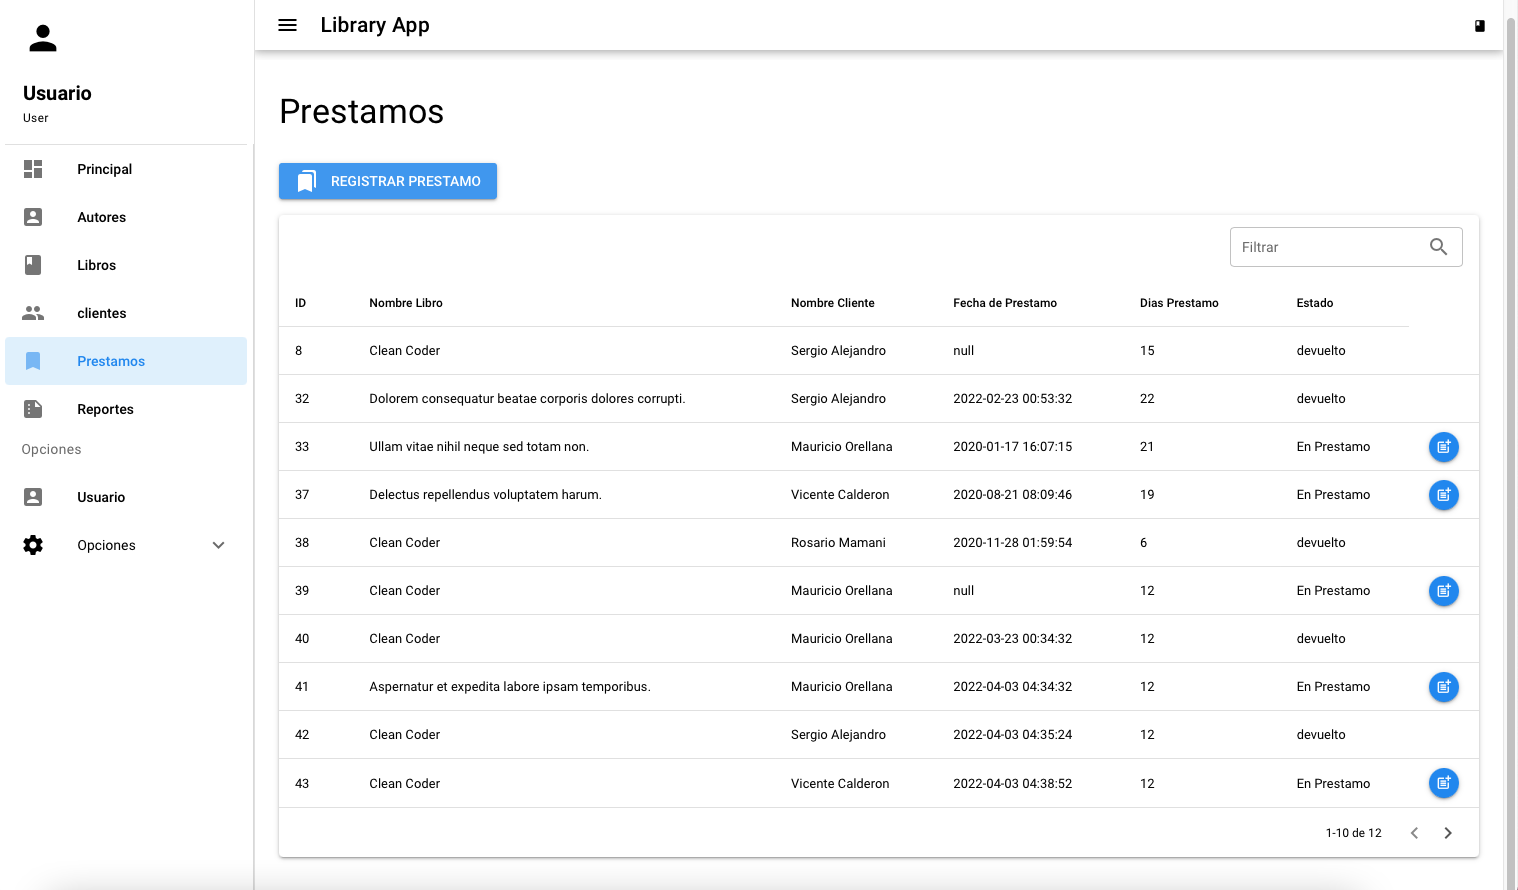 Library App
Usuario
User
Principal
Autores
Libros
clientes
Prestamos
Reportes
Opciones
Usuario
Opciones
Prestamos
REGISTRAR PRESTAMO
Filtrar
ID Nombre Libro Nombre Cliente Fecha de Prestamo Dias Prestamo Estado
8 Clean Coder Sergio Alejandro null 15 devuelto
32 Dolorem consequatur beatae corporis dolores corrupti. Sergio Alejandro 2022-02-23 00:53:32 22 devuelto
33 Ullam vitae nihil neque sed totam non. Mauricio Orellana 2020-01-17 16:07:15 21 En Prestamo
37 Delectus repellendus voluptatem harum. Vicente Calderon 2020-08-21 08:09:46 19 En Prestamo
38 Clean Coder Rosario Mamani 2020-11-28 01:59:54 6 devuelto
39 Clean Coder Mauricio Orellana null 12 En Prestamo
40 Clean Coder Mauricio Orellana 2022-03-23 00:34:32 12 devuelto
41 Aspernatur et expedita labore ipsam temporibus. Mauricio Orellana 2022-04-03 04:34:32 12 En Prestamo
42 Clean Coder Sergio Alejandro 2022-04-03 04:35:24 12 devuelto
43 Clean Coder Vicente Calderon 2022-04-03 04:38:52 12 En Prestamo
1-10 de 12